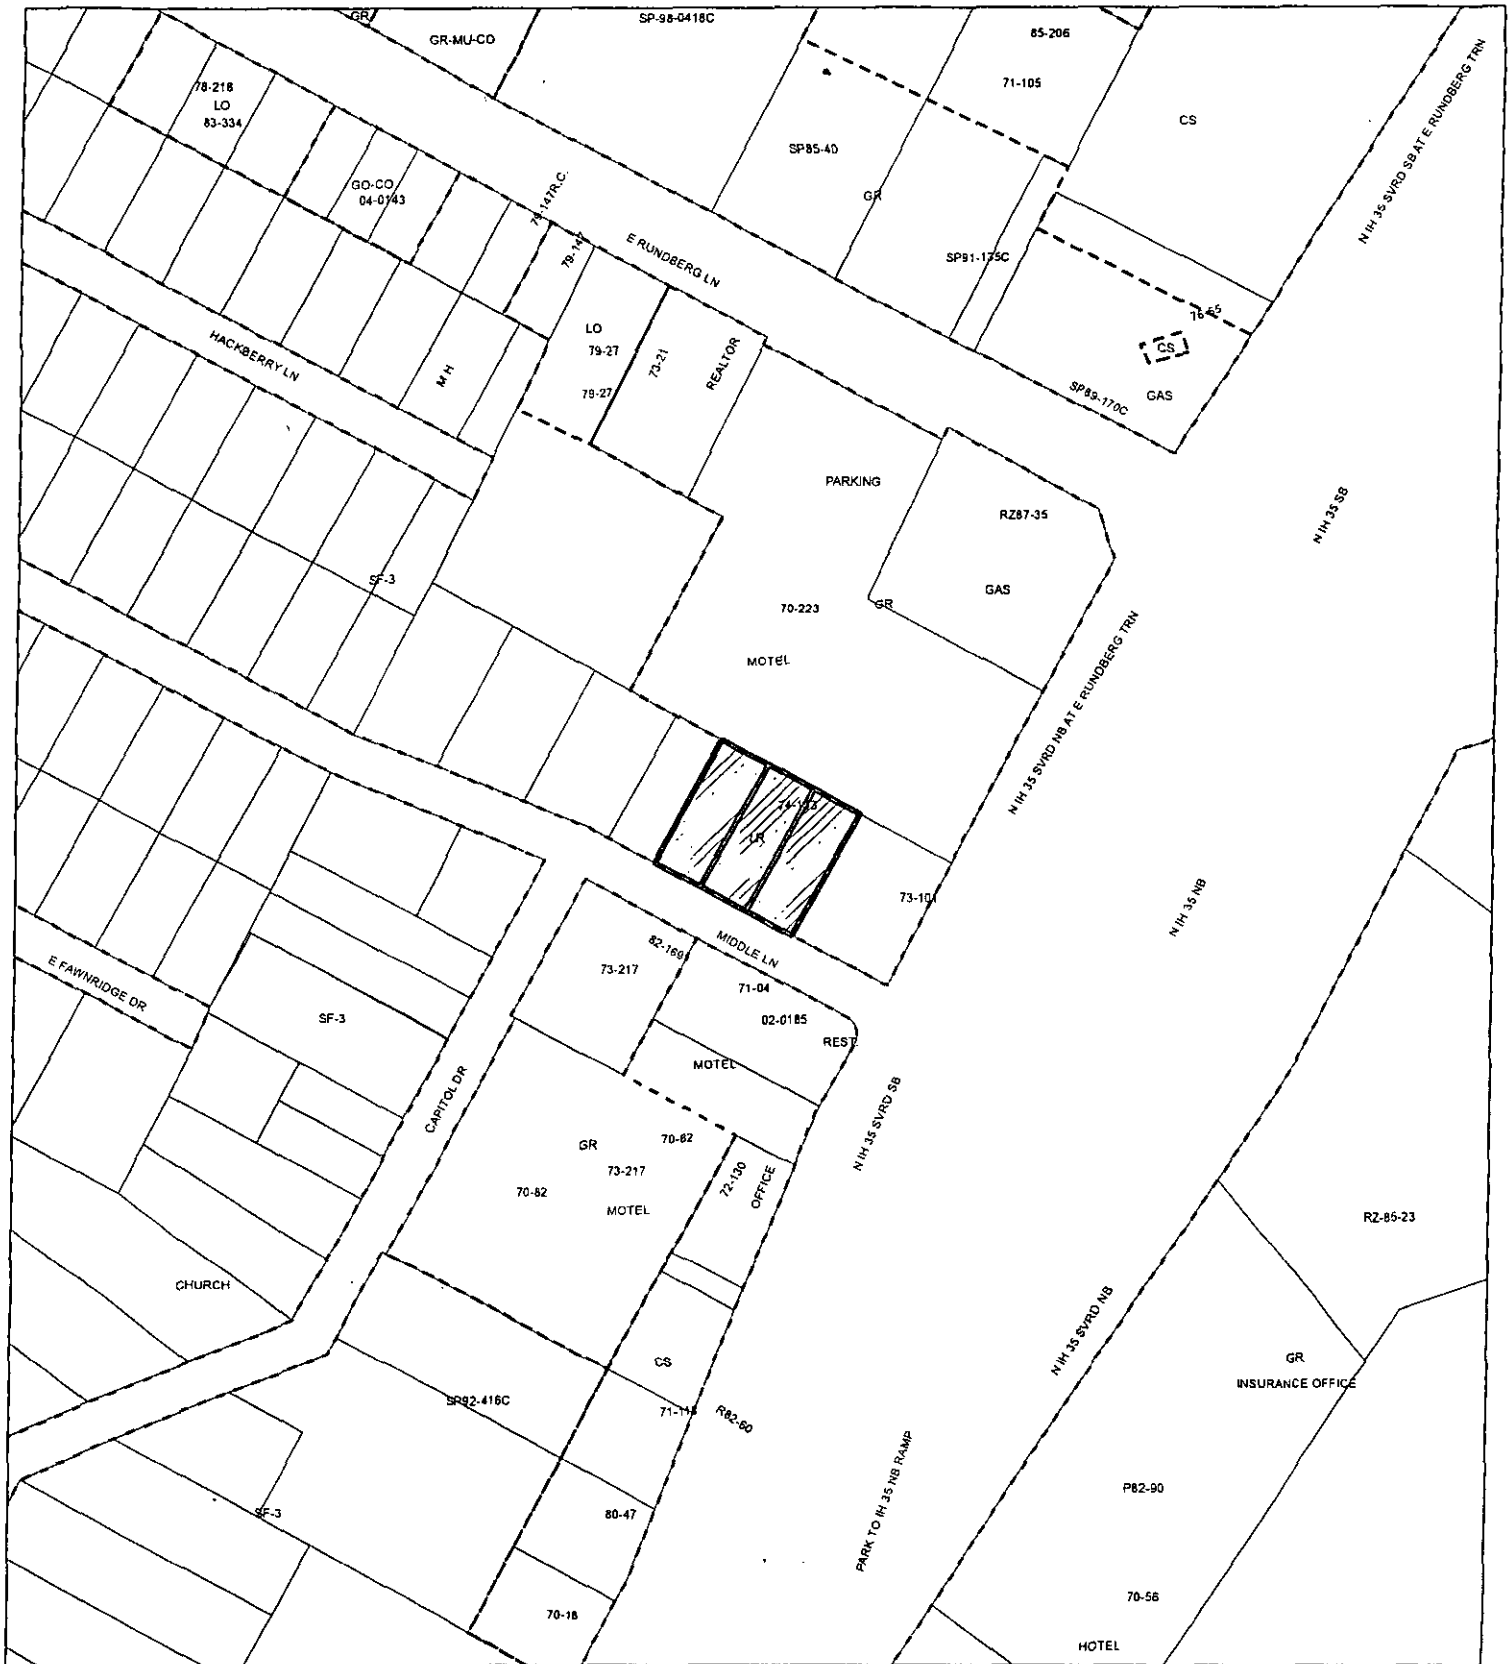 GR
SP-98-0418C
GR-MU-CO
85-206
71-105
78-218
LO
83-334
CS
SP85-40
GO-CO
04-0143
GR
79-147R.C.
79-147
E RUNDBERG LN
SP91-175C
N IH 35 SVRD SB AT E RUNDBERG TRN
CS
GAS
SP89-170C
HACKBERRY LN
M H
LO
79-27
79-27
73-21
REALTOR
PARKING
RZ87-35
N IH 35 SB
SF-3
70-223
GR
GAS
MOTEL
N IH 35 SVRD NB AT E RUNDBERG TRN
LR
73-101
N IH 35 NB
MIDDLE LN
82-169
73-217
71-04
02-0185
REST.
MOTEL
E FAWNRIDGE DR
SF-3
CAPITOL DR
N IH 35 SVRD SB
GR
70-82
73-217
70-82
MOTEL
72-130
OFFICE
RZ-85-23
CHURCH
N IH 35 SVRD NB
CS
GR
INSURANCE OFFICE
SP92-416C
R82-60
PARK TO IH 35 NB RAMP
P82-90
SF-3
80-47
70-18
70-56
HOTEL